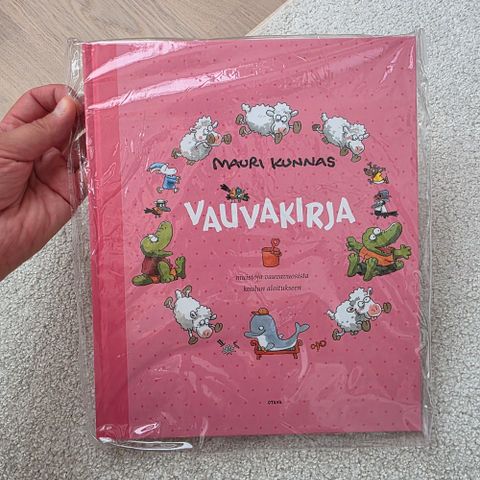 MAURI KUNNAS
VAUVAKIRJA
muistoja vauvavuosista
koulun aloitukseen
OTAVA